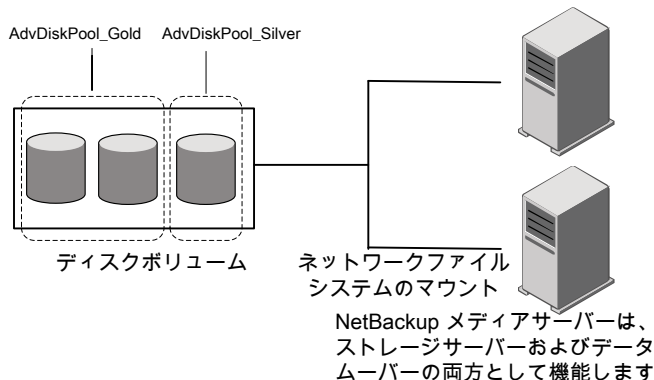 AdvDiskPool_Gold
AdvDiskPool_Silver
ディスクボリューム
ネットワークファイル
システムのマウント
NetBackup メディアサーバーは、
ストレージサーバーおよびデータ
ムーバーの両方として機能します